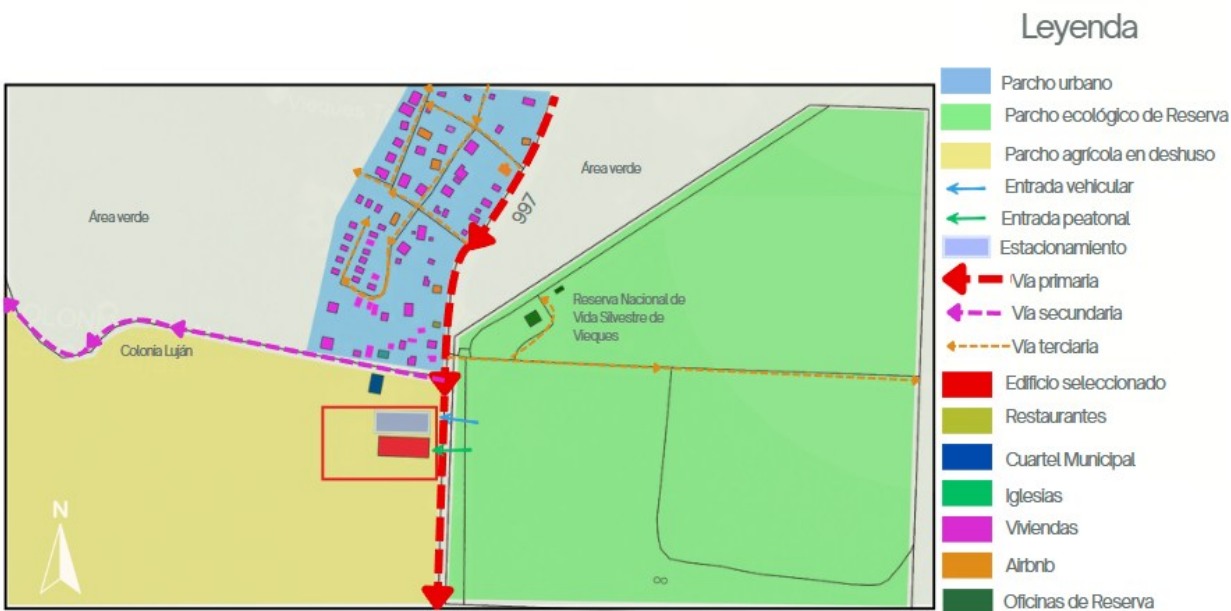 Leyenda
Parcho urbano
Parcho ecológico de Reserva
Parcho agrícola en deshuso
Entrada vehicular
Entrada peatonal
Estacionamiento
Vía primaria
Vía secundaria
Vía terciaria
Edificio seleccionado
Restaurantes
Cuartel Municipal
Iglesias
Viviendas
Airbnb
Oficinas de Reserva
Área verde
Área verde
997
Reserva Nacional de
Vida Silvestre de
Vieques
Colonia Luján
N